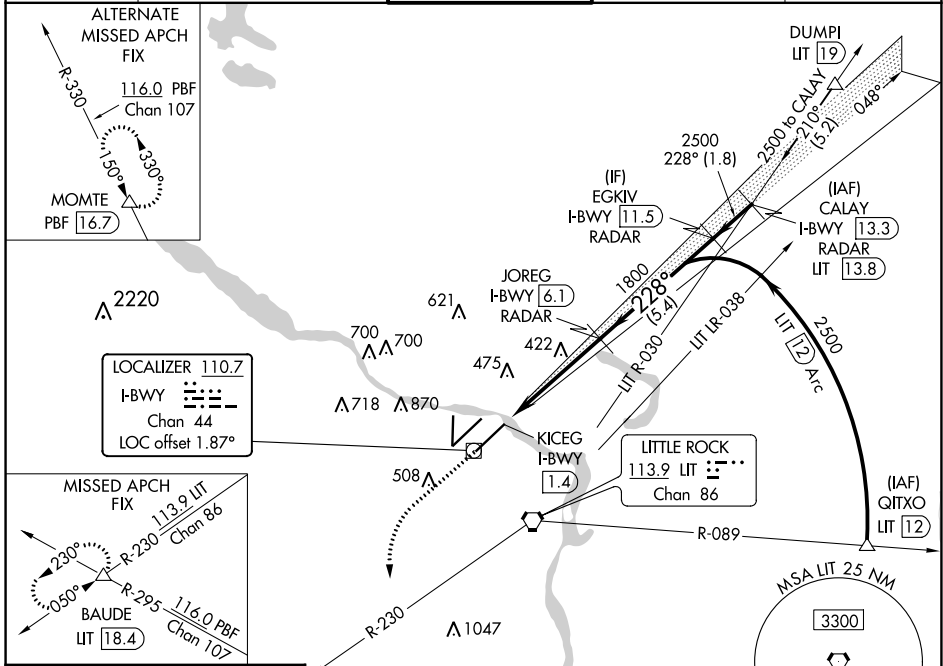 ALTERNATE
MISSED APCH
FIX
R-330
116.0 PBF
Chan 107
150°
330°
MOMTE
PBF 16.7
DUMPI
LIT 19
2500 to CALAY
210°
(5.2)
048°
2500
228° (1.8)
(IF)
EGKIV
I-BWY 11.5
RADAR
(IAF)
CALAY
I-BWY 13.3
RADAR
LIT 13.8
JOREG
I-BWY 6.1
RADAR
1800
228°
(5.4)
LIT R-030
LIT LR-038
2500
LIT 12 Arc
2220
621
700
700
422
475
718
870
508
LOCALIZER 110.7
I-BWY
Chan 44
LOC offset 1.87°
KICEG
I-BWY
1.4
LITTLE ROCK
113.9 LIT
Chan 86
(IAF)
QITXO
LIT 12
R-089
R-230
1047
MISSED APCH
FIX
113.9 LIT
R-230 Chan 86
230°
050°
R-295 116.0 PBF
Chan 107
BAUDE
LIT 18.4
MSA LIT 25 NM
3300